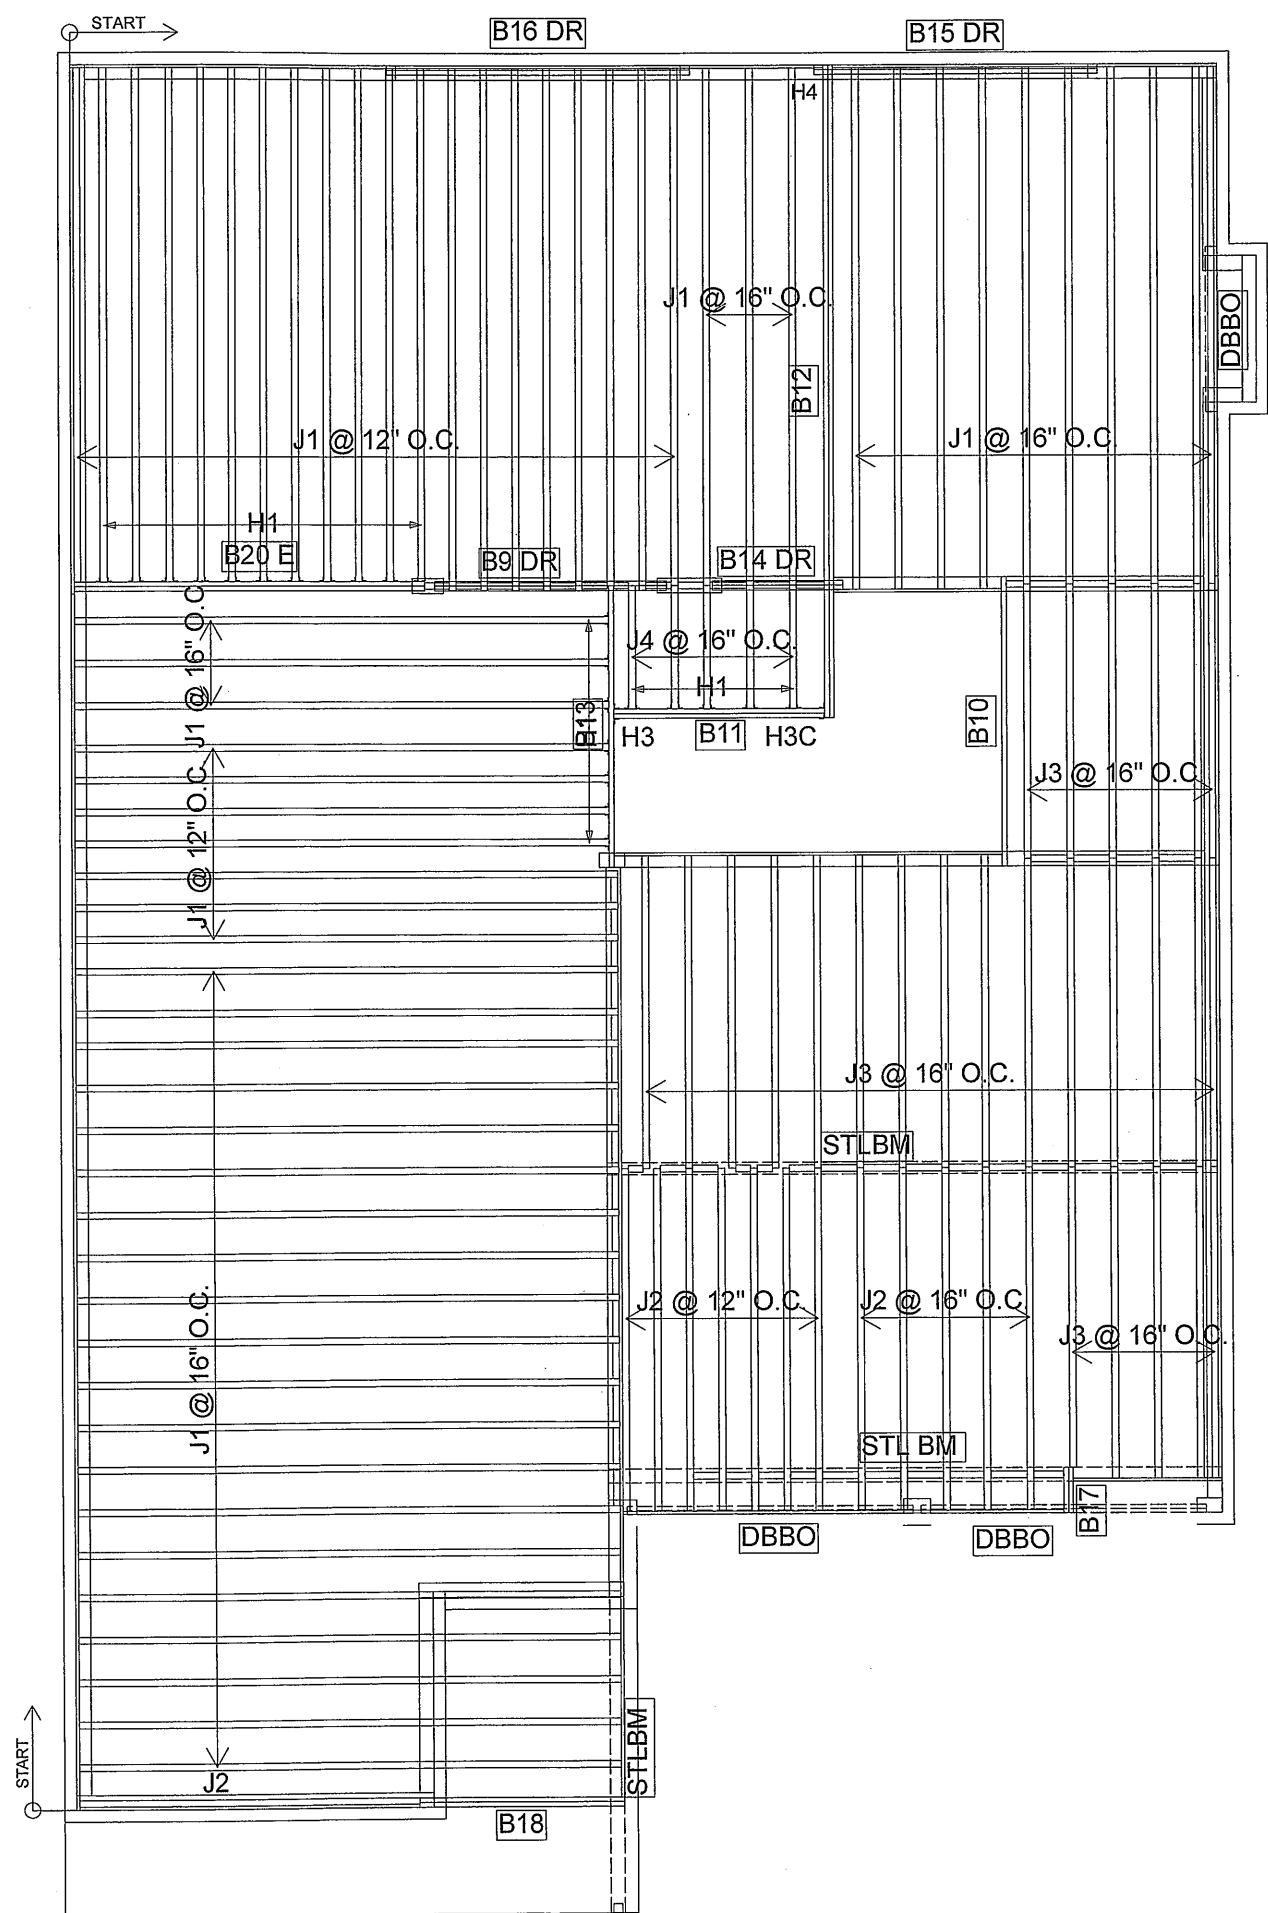 START
B16 DR
B15 DR
H4
J1 @ 16" O.C.
DBBO
B12
J1 @ 12" O.C.
J1 @ 16" O.C.
H1
B20 E
B9 DR
B14 DR
J1 @ 16" O.C
J4 @ 16" O.C.
H1
B13
H3
B11
H3C
B10
J3 @ 16" O.C
J1 @ 12" O.C
J3 @ 16" O.C.
STLBM
J2 @ 12" O.C.
J2 @ 16" O.C.
J3 @ 16" O.C.
J1 @ 16" O.C.
STL BM
B17
DBBO
DBBO
STLBM
START
J2
B18